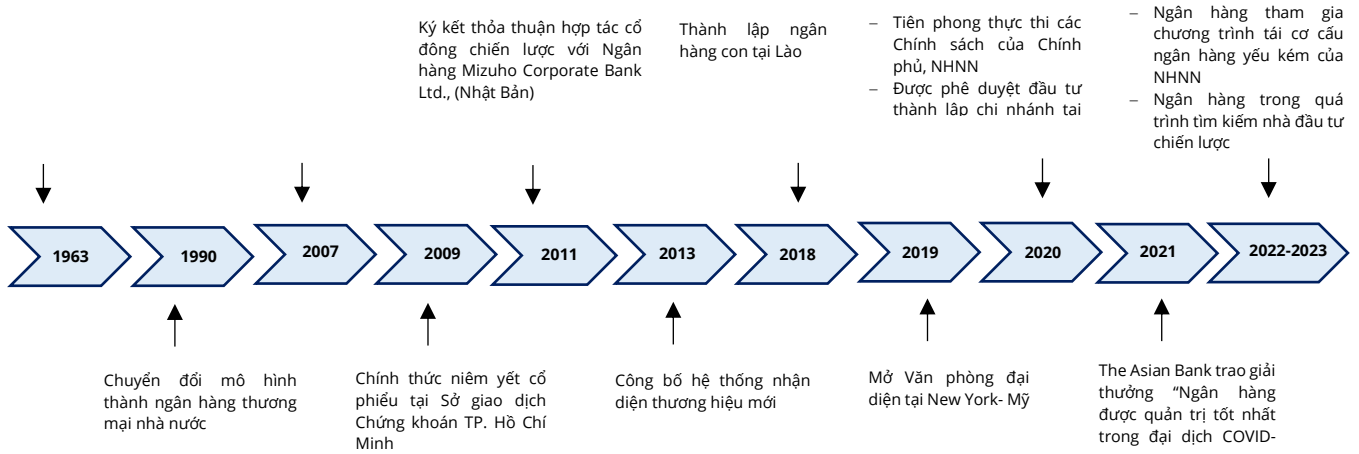 Ký kết thỏa thuận hợp tác cổ
đông chiến lược với Ngân
hàng Mizuho Corporate Bank
Ltd., (Nhật Bản)
Thành lập ngân
hàng con tại Lào
– Tiên phong thực thi các
Chính sách của Chính
phủ, NHNN
– Được phê duyệt đầu tư
thành lập chi nhánh tại
– Ngân hàng tham gia
chương trình tái cơ cấu
ngân hàng yếu kém của
NHNN
– Ngân hàng trong quá
trình tìm kiếm nhà đầu tư
chiến lược
1963
1990
2007
2009
2011
2013
2018
2019
2020
2021
2022-2023
Chuyển đổi mô hình
thành ngân hàng thương
mại nhà nước
Chính thức niêm yết cổ
phiếu tại Sở giao dịch
Chứng khoán TP. Hồ Chí
Minh
Công bố hệ thống nhận
diện thương hiệu mới
Mở Văn phòng đại
diện tại New York- Mỹ
The Asian Bank trao giải
thưởng “Ngân hàng
được quản trị tốt nhất
trong đại dịch COVID-